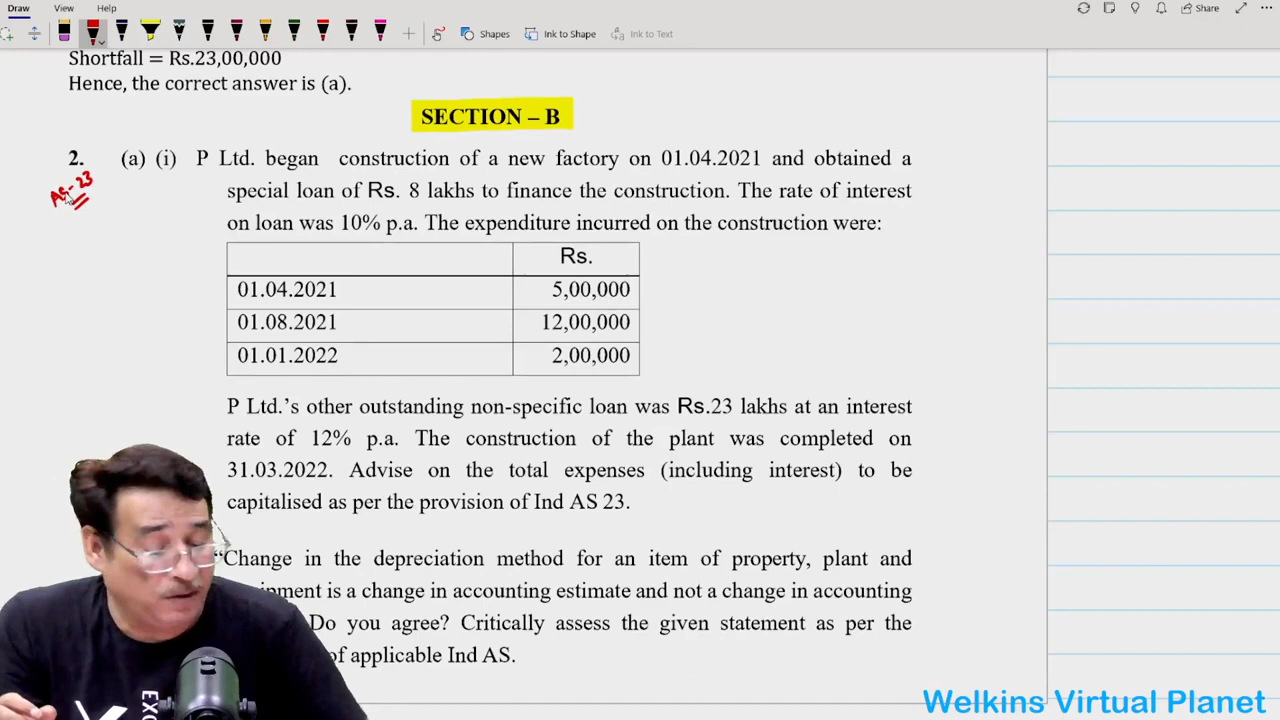 Draw View Help
Share
Shapes Ink to Shape Ink to Text
Shortfall = Rs.23,00,000
Hence, the correct answer is (a).
SECTION – B
2. (a) (i) P Ltd. began construction of a new factory on 01.04.2021 and obtained a
AS-23
special loan of Rs. 8 lakhs to finance the construction. The rate of interest
on loan was 10% p.a. The expenditure incurred on the construction were:
Rs.
01.04.2021 5,00,000
01.08.2021 12,00,000
01.01.2022 2,00,000
P Ltd.'s other outstanding non-specific loan was Rs.23 lakhs at an interest
rate of 12% p.a. The construction of the plant was completed on
31.03.2022. Advise on the total expenses (including interest) to be
capitalised as per the provision of Ind AS 23.
“Change in the depreciation method for an item of property, plant and
is a change in accounting estimate and not a change in accounting
Do you agree? Critically assess the given statement as per the
of applicable Ind AS.
Welkins Virtual Planet